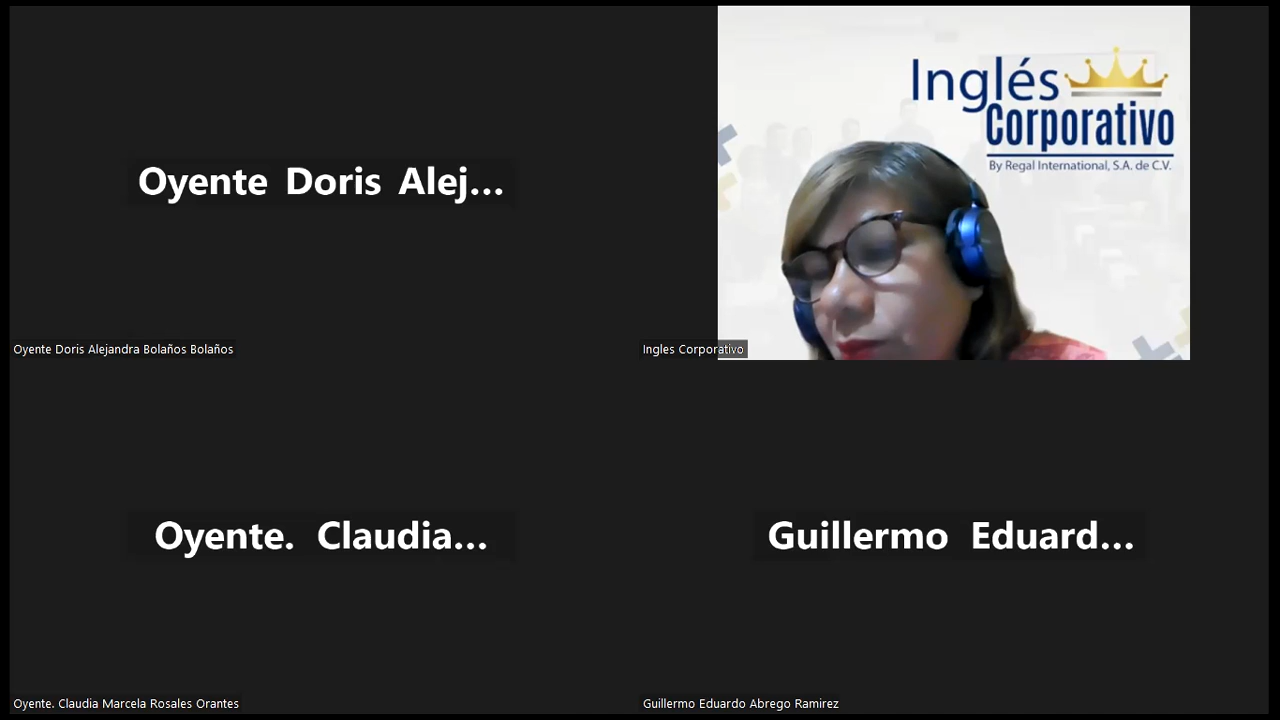 Oyente Doris Alej...
Oyente Doris Alejandra Bolaños Bolaños
Inglés
Corporativo
By Regal International, S.A. de C.V.
Ingles Corporativo
Oyente. Claudia...
Oyente. Claudia Marcela Rosales Orantes
Guillermo Eduard...
Guillermo Eduardo Abrego Ramirez